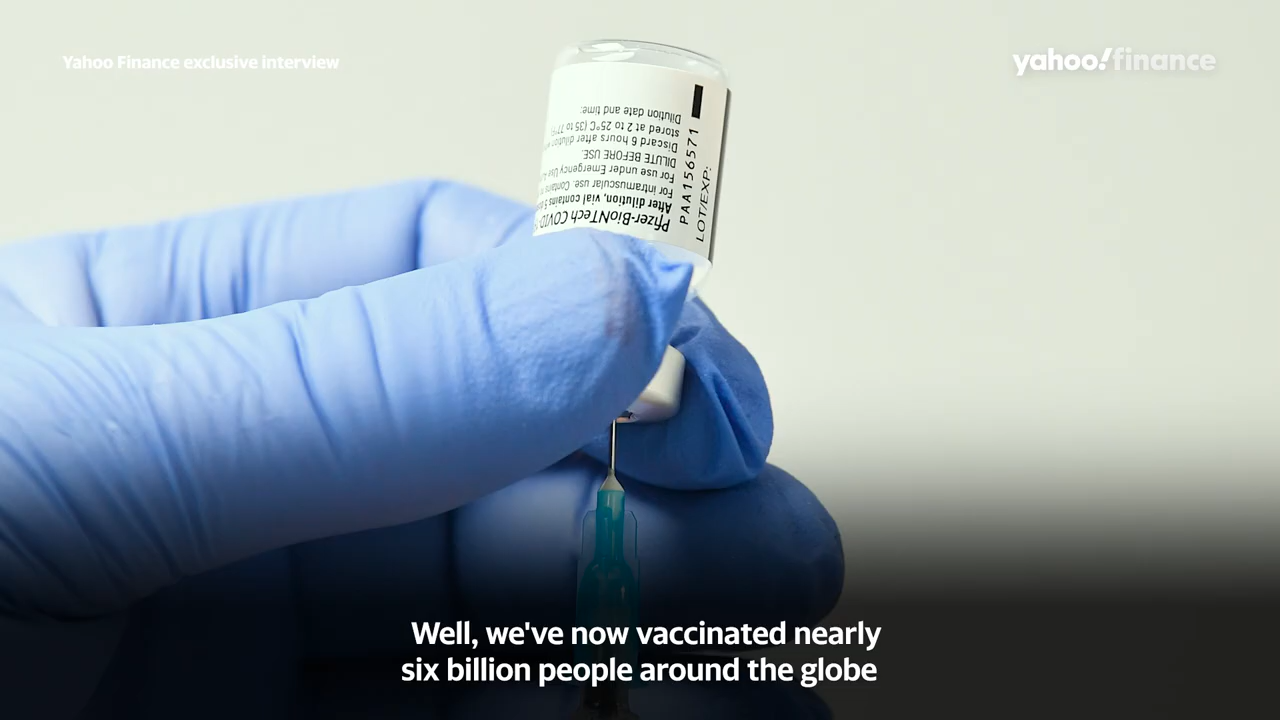 Yahoo Finance exclusive interview
yahoo!finance
Dilution date and time:
stored at 2 to 25°C (35 to 77°F)
Discard 6 hours after dilution
DILUTE BEFORE USE.
For use under Emergency Use
For intramuscular use. Contains
After dilution, vial contains 5
Pfizer-BioNTech COVID-
PAA156571
LOT/EXP:
Well, we've now vaccinated nearly
six billion people around the globe